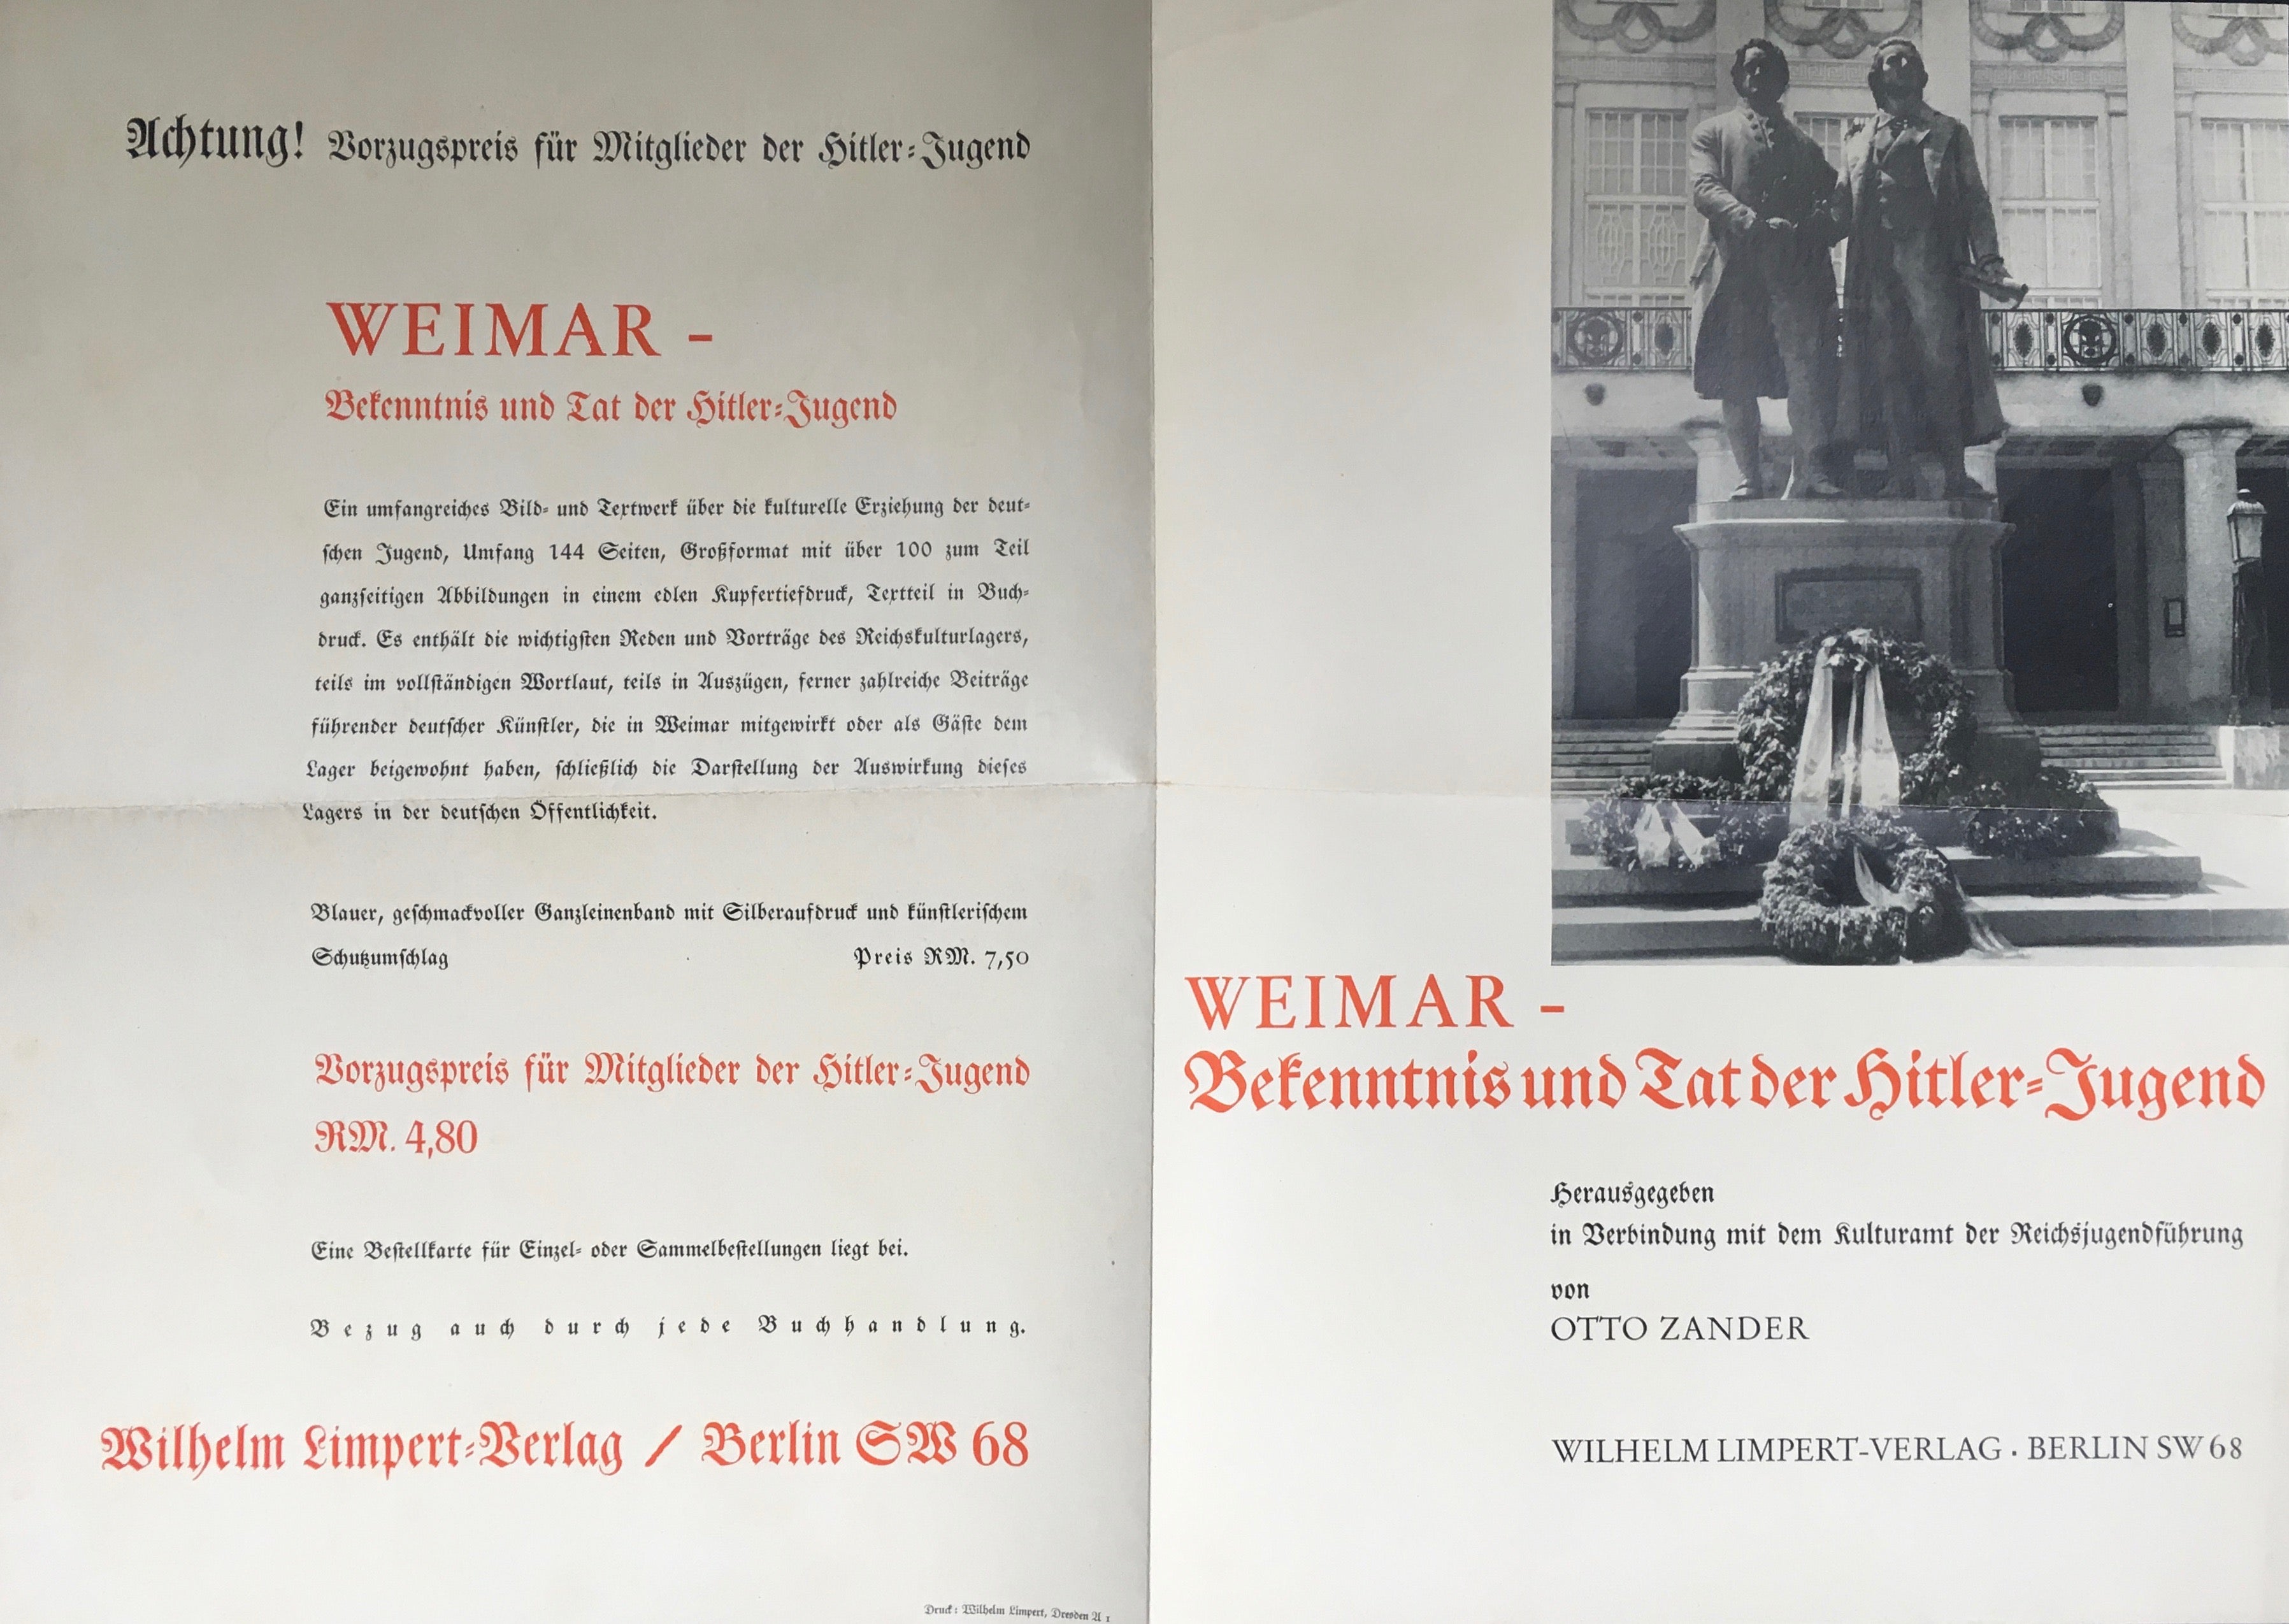 Achtung! Vorzugspreis für Mitglieder der Hitler-Jugend
WEIMAR -
Bekenntnis und Tat der Hitler-Jugend
Ein umfangreiches Bild- und Textwerk über die kulturelle Erziehung der deut-
schen Jugend, Umfang 144 Seiten, Großformat mit über 100 zum Teil
ganzseitigen Abbildungen in einem edlen Kupfertiefdruck, Textteil in Buch-
druck. Es enthält die wichtigsten Reden und Vorträge des Reichskulturlagers,
teils im vollständigen Wortlaut, teils in Auszügen, ferner zahlreiche Beiträge
führender deutscher Künstler, die in Weimar mitgewirkt oder als Gäste dem
Lager beigewohnt haben, schließlich die Darstellung der Auswirkung dieses
Lagers in der deutschen Öffentlichkeit.
Blauer, geschmackvoller Ganzleinenband mit Silberaufdruck und künstlerischem
Schutzumschlag Preis RM. 7,50
Vorzugspreis für Mitglieder der Hitler-Jugend
RM. 4,80
Eine Bestellkarte für Einzel- oder Sammelbestellungen liegt bei.
Bezug auch durch jede Buchhandlung.
Wilhelm Limpert-Verlag / Berlin SW 68
Druck: Wilhelm Limpert, Dresden A 1
WEIMAR -
Bekenntnis und Tat der Hitler-Jugend
Herausgegeben
in Verbindung mit dem Kulturamt der Reichsjugendführung
von
OTTO ZANDER
WILHELM LIMPERT-VERLAG · BERLIN SW 68